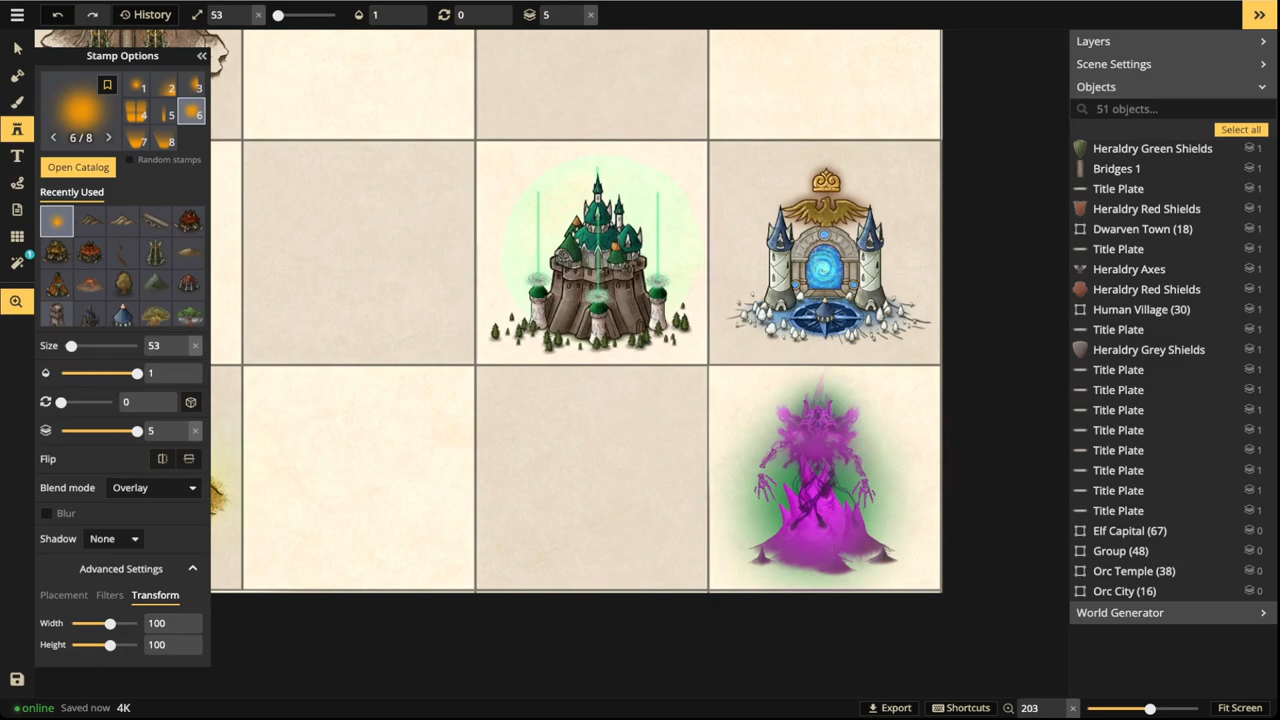 History 53 × 1 0 5 ×
Stamp Options
1 2 3
4 5 6
6 / 8
7 8
Open Catalog Random stamps
Recently Used
1
Size 53 ×
1
0
5 ×
Flip
Blend mode Overlay
Blur
Shadow None
Advanced Settings
Placement Filters Transform
Width 100
Height 100
Layers
Scene Settings
Objects
51 objects...
Select all
Heraldry Green Shields 1
Bridges 1 1
Title Plate 1
Heraldry Red Shields 1
Dwarven Town (18) 1
Title Plate 1
Heraldry Axes 1
Heraldry Red Shields 1
Human Village (30) 1
Title Plate 1
Heraldry Grey Shields 1
Title Plate 1
Title Plate 1
Title Plate 1
Title Plate 1
Title Plate 1
Title Plate 1
Title Plate 1
Title Plate 1
Elf Capital (67) 0
Group (48) 0
Orc Temple (38) 0
Orc City (16) 0
World Generator
online Saved now 4K Export Shortcuts 203 × Fit Screen